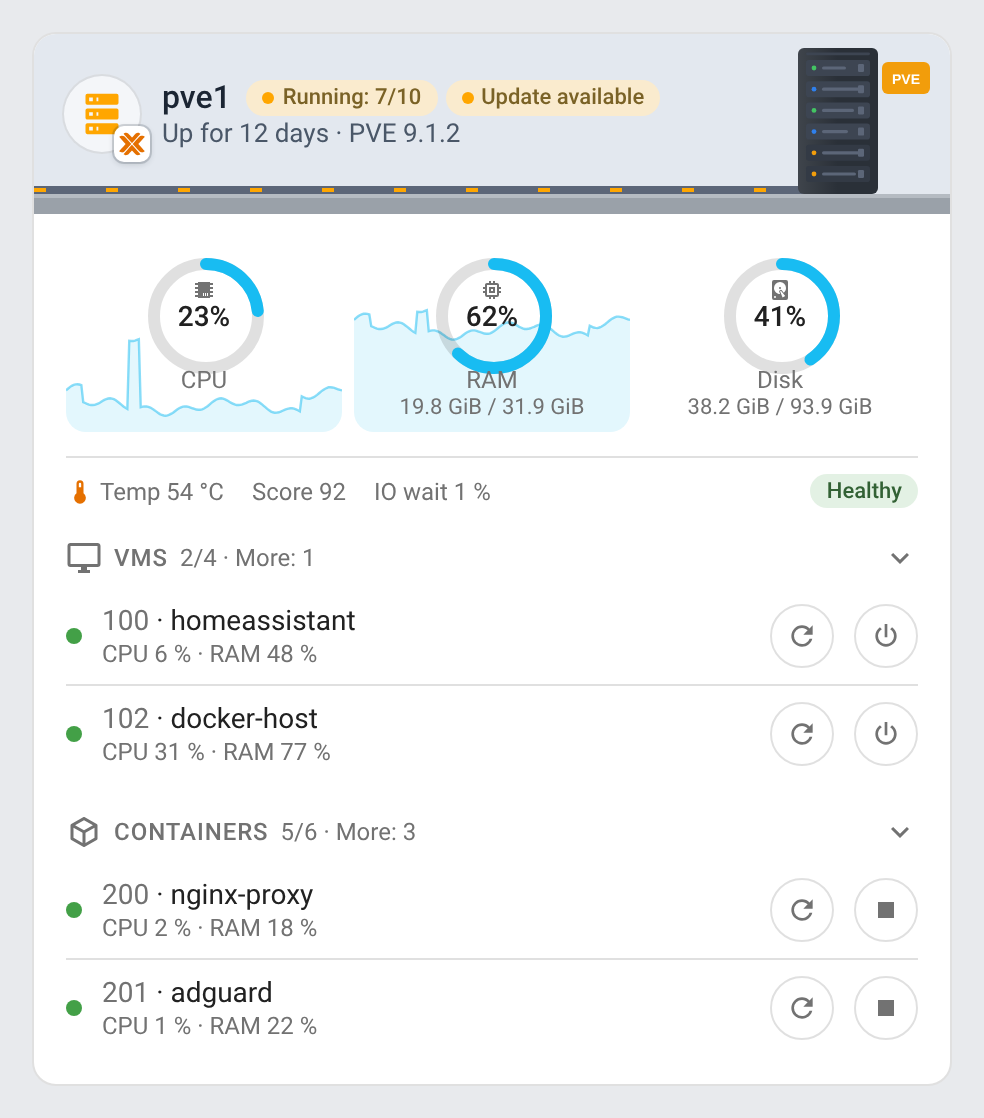 pve1 Running: 7/10 Update available
Up for 12 days · PVE 9.1.2
PVE
23%
CPU
62%
RAM
19.8 GiB / 31.9 GiB
41%
Disk
38.2 GiB / 93.9 GiB
Temp 54 °C Score 92 IO wait 1 % Healthy
VMS 2/4 · More: 1
100 · homeassistant
CPU 6 % · RAM 48 %
102 · docker-host
CPU 31 % · RAM 77 %
CONTAINERS 5/6 · More: 3
200 · nginx-proxy
CPU 2 % · RAM 18 %
201 · adguard
CPU 1 % · RAM 22 %